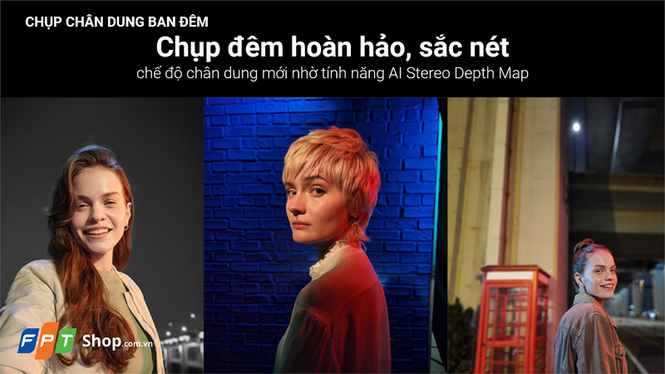 CHỤP CHÂN DUNG BAN ĐÊM
Chụp đêm hoàn hảo, sắc nét
chế độ chân dung mới nhờ tính năng AI Stereo Depth Map
FPT Shop.com.vn